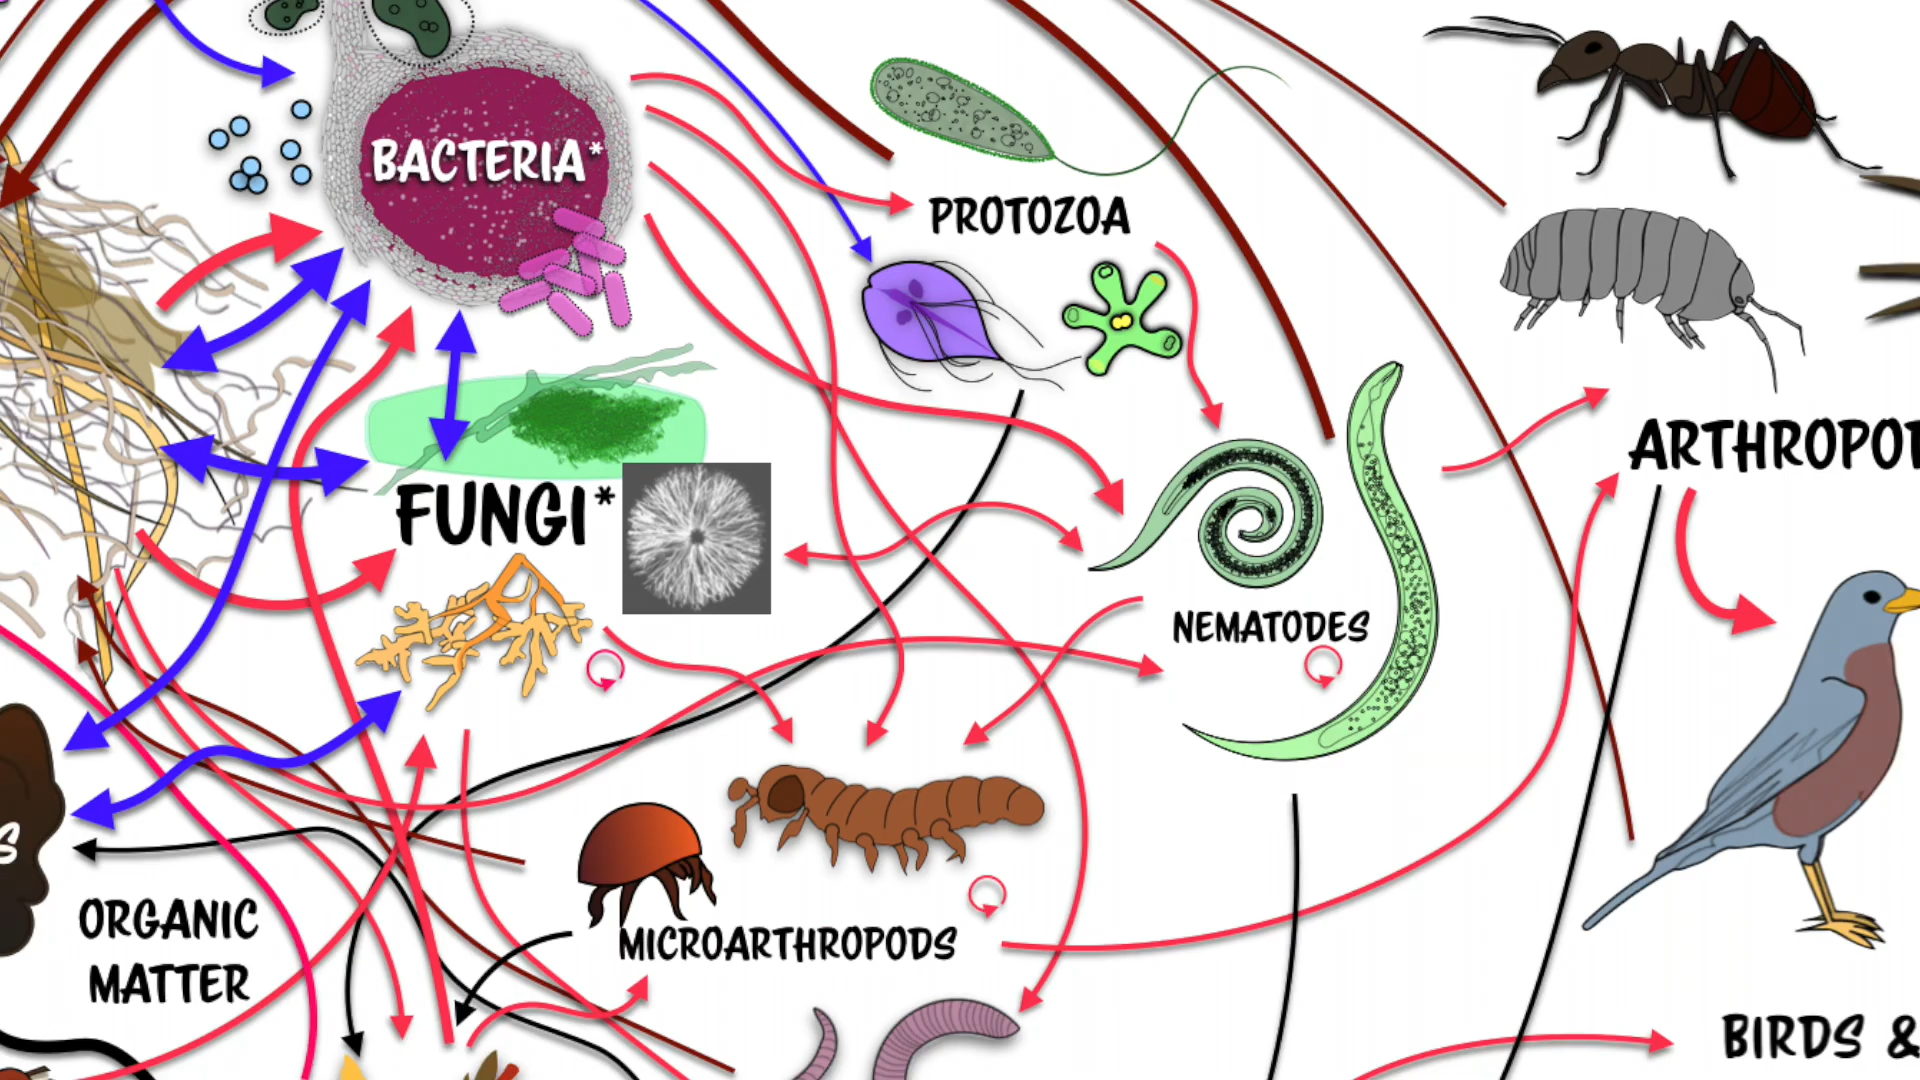 BACTERIA*
PROTOZOA
ARTHROPO
FUNGI*
NEMATODES
S
ORGANIC
MATTER
MICROARTHROPODS
BIRDS &